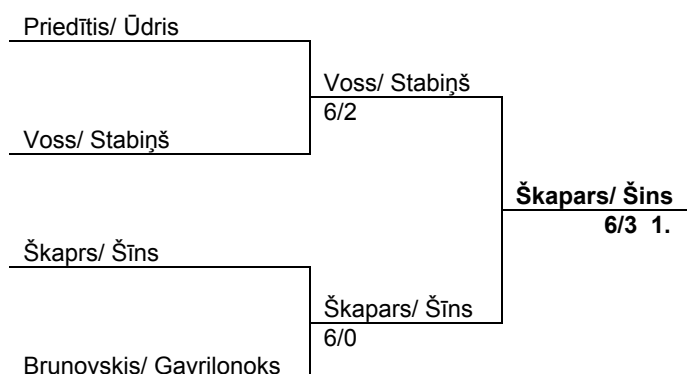 Priedītis/ Ūdris
Voss/ Stabiņš
6/2
Voss/ Stabiņš
Škapars/ Šins
6/3 1.
Škaprs/ Šīns
Škapars/ Šīns
6/0
Brunovskis/ Gavrilonoks